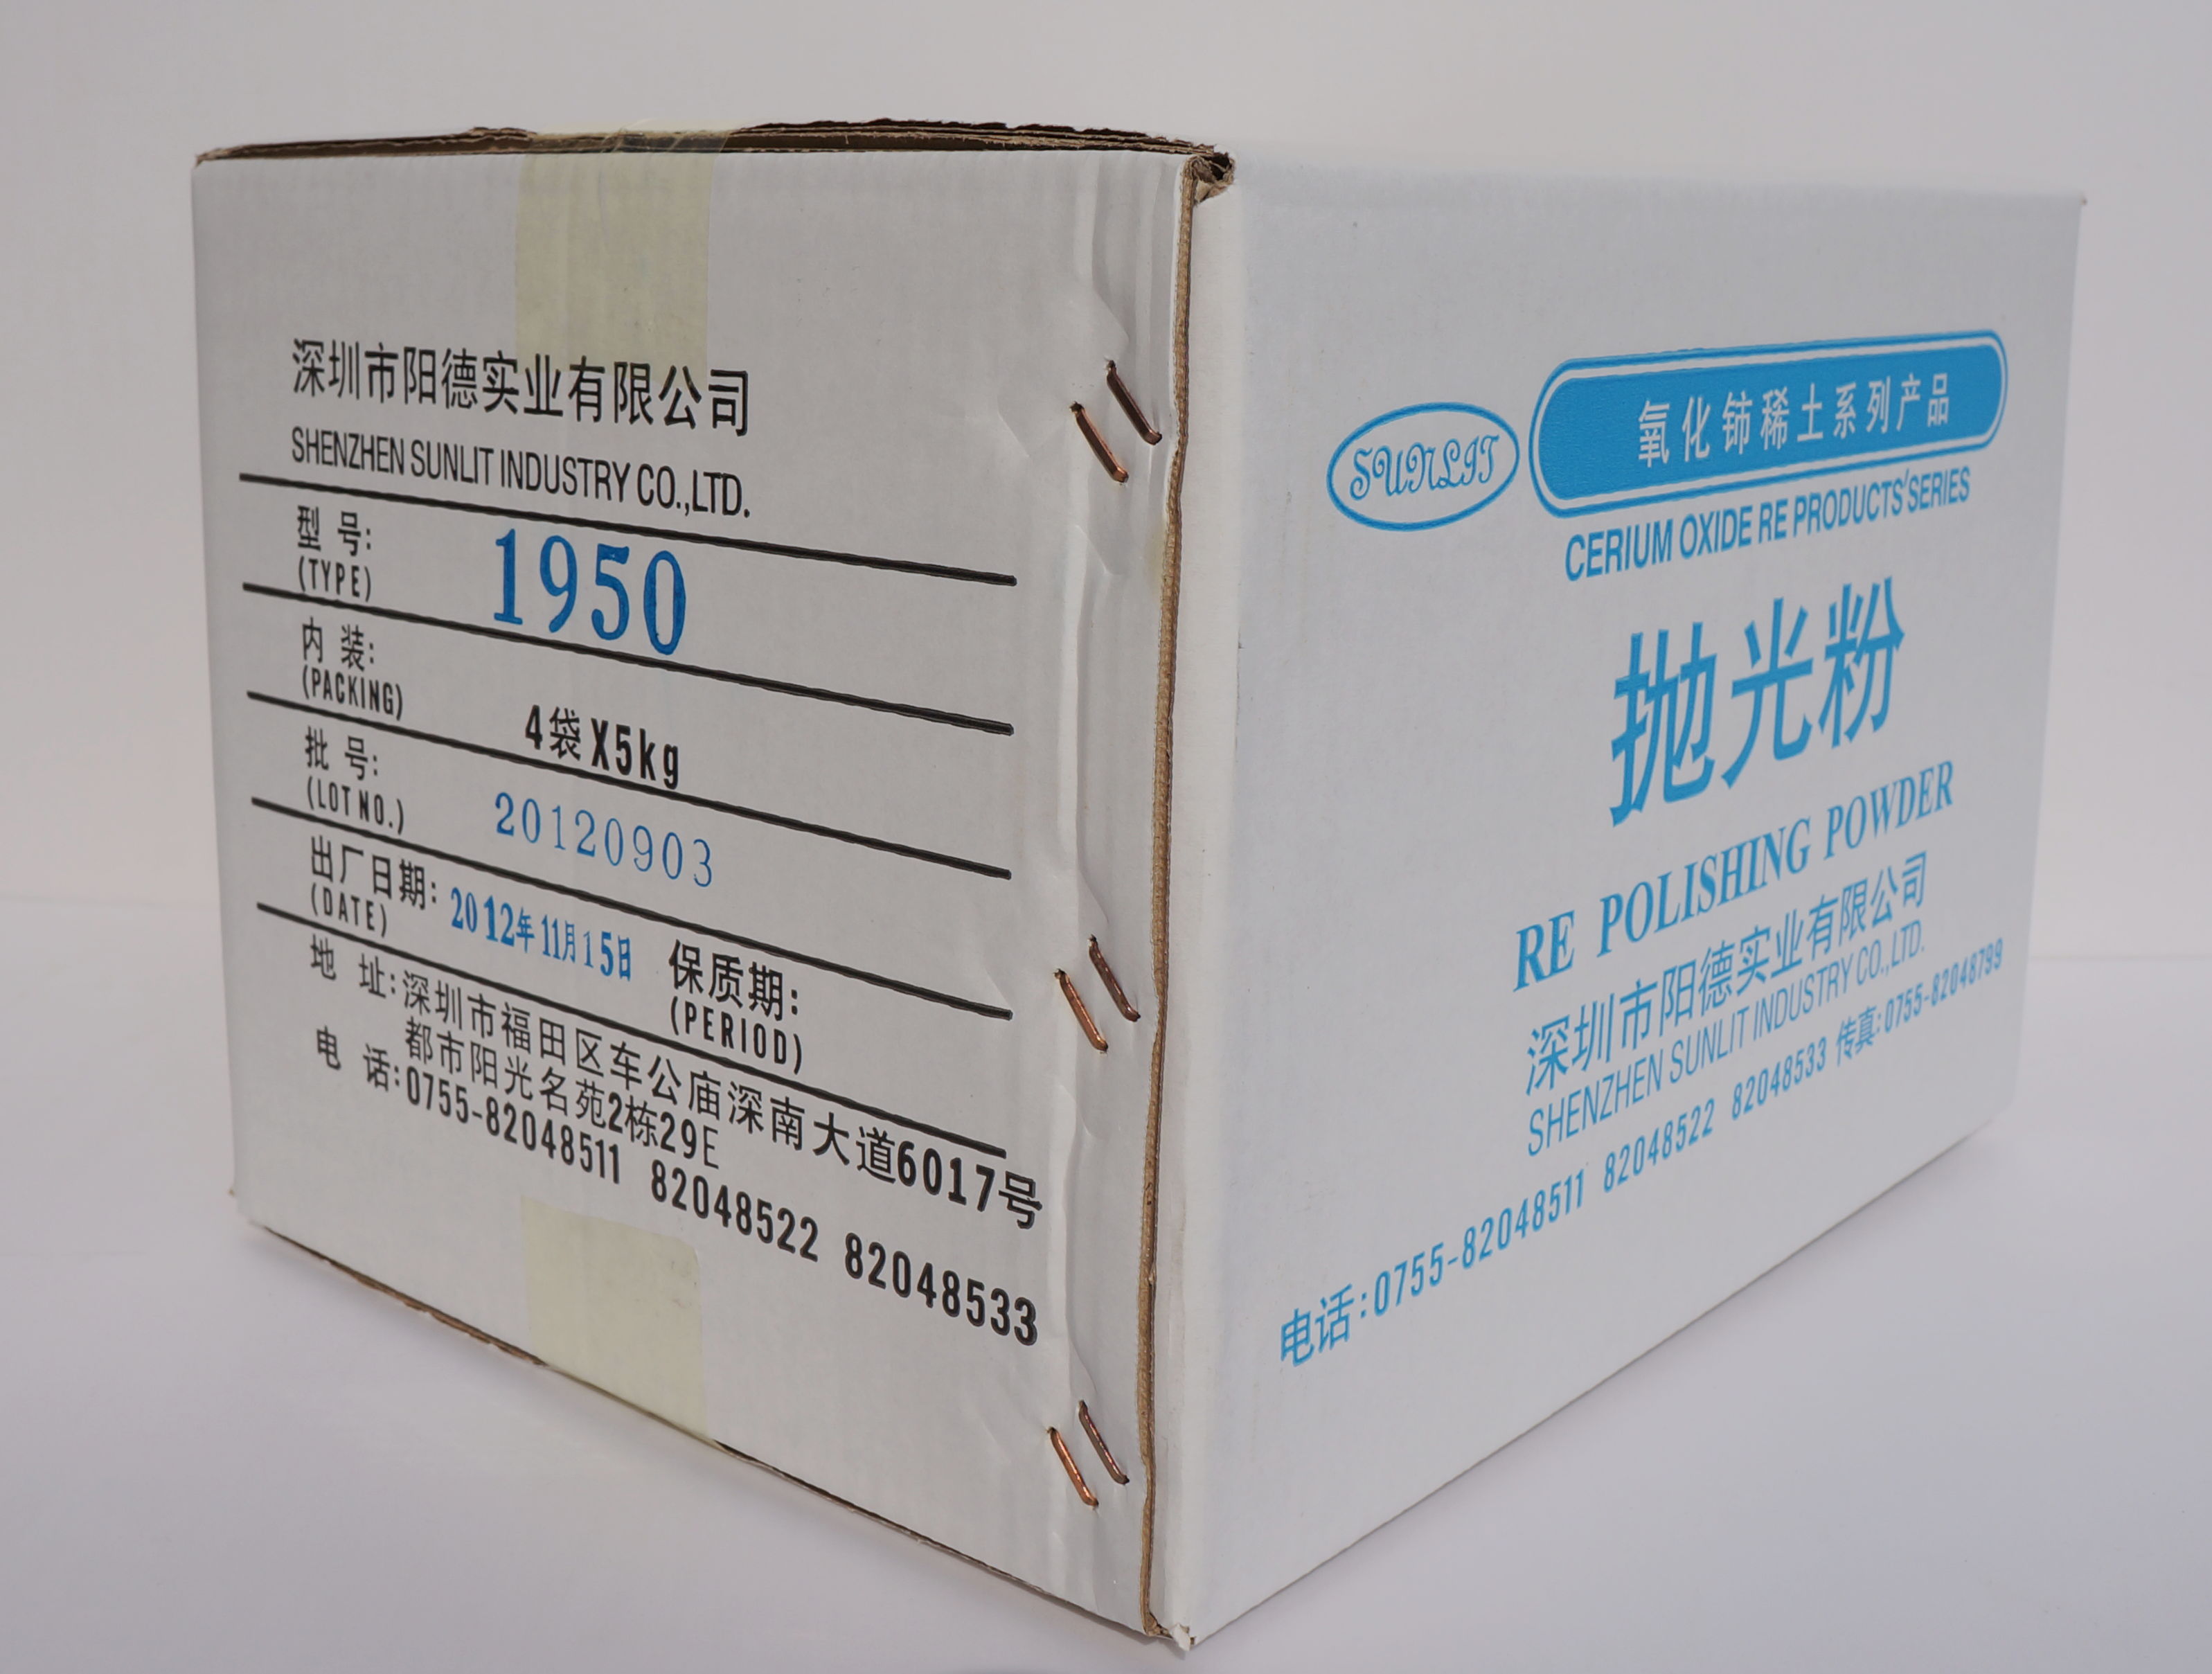 深圳市阳德实业有限公司
SHENZHEN SUNLIT INDUSTRY CO.,LTD.
型 号:
(TYPE)
1950
内 装:
(PACKING)
4袋X5kg
批 号:
(LOT NO.)
20120903
出厂日期:
(DATE)
2012年11月15日
保质期:
(PERIOD)
地 址:深圳市福田区车公庙深南大道6017号
都市阳光名苑2栋29E
电 话:0755-82048511 82048522 82048533
SUNLIT
氧化铈稀土系列产品
CERIUM OXIDE RE PRODUCTS'SERIES
抛光粉
RE POLISHING POWDER
深圳市阳德实业有限公司
SHENZHEN SUNLIT INDUSTRY CO.,LTD.
电话:0755-82048511 82048522 82048533 传真:0755-82048799